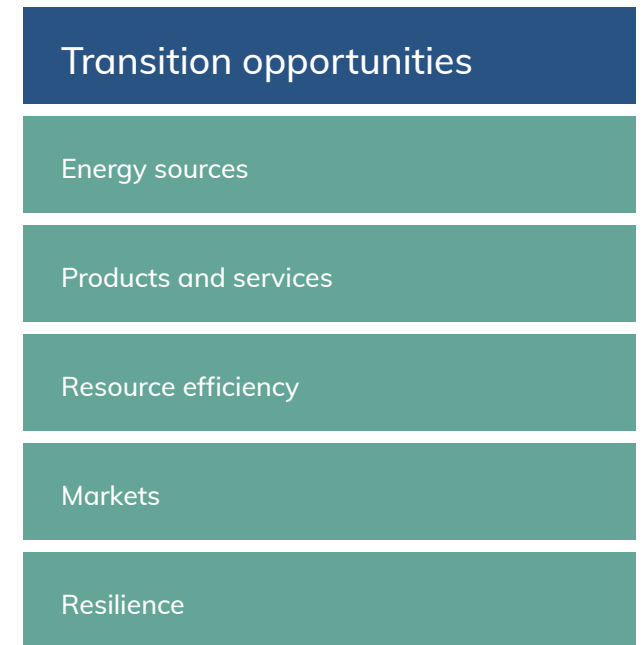 Transition opportunities
Energy sources
Products and services
Resource efficiency
Markets
Resilience